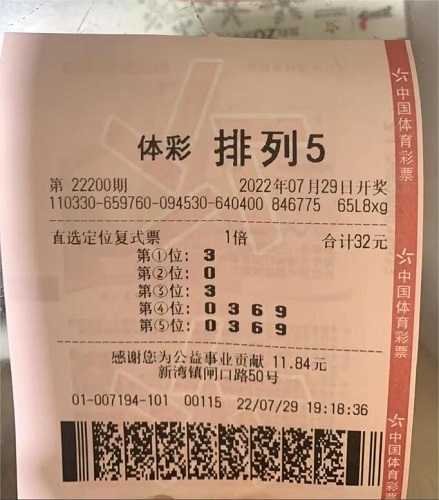 体彩 排列5
第 22200期 2022年07月29日开奖
110330-659760-094530-640400 846775 65L8xg
直选定位复式票 1倍 合计32元
第①位: 3
第②位: 0
第③位: 3
第④位: 0 3 6 9
第⑤位: 0 3 6 9
感谢您为公益事业贡献 11.84元
新湾镇闸口路50号
01-007194-101 00115 22/07/29 19:18:36
中国体育彩票
中国体育彩票
中国体育彩票